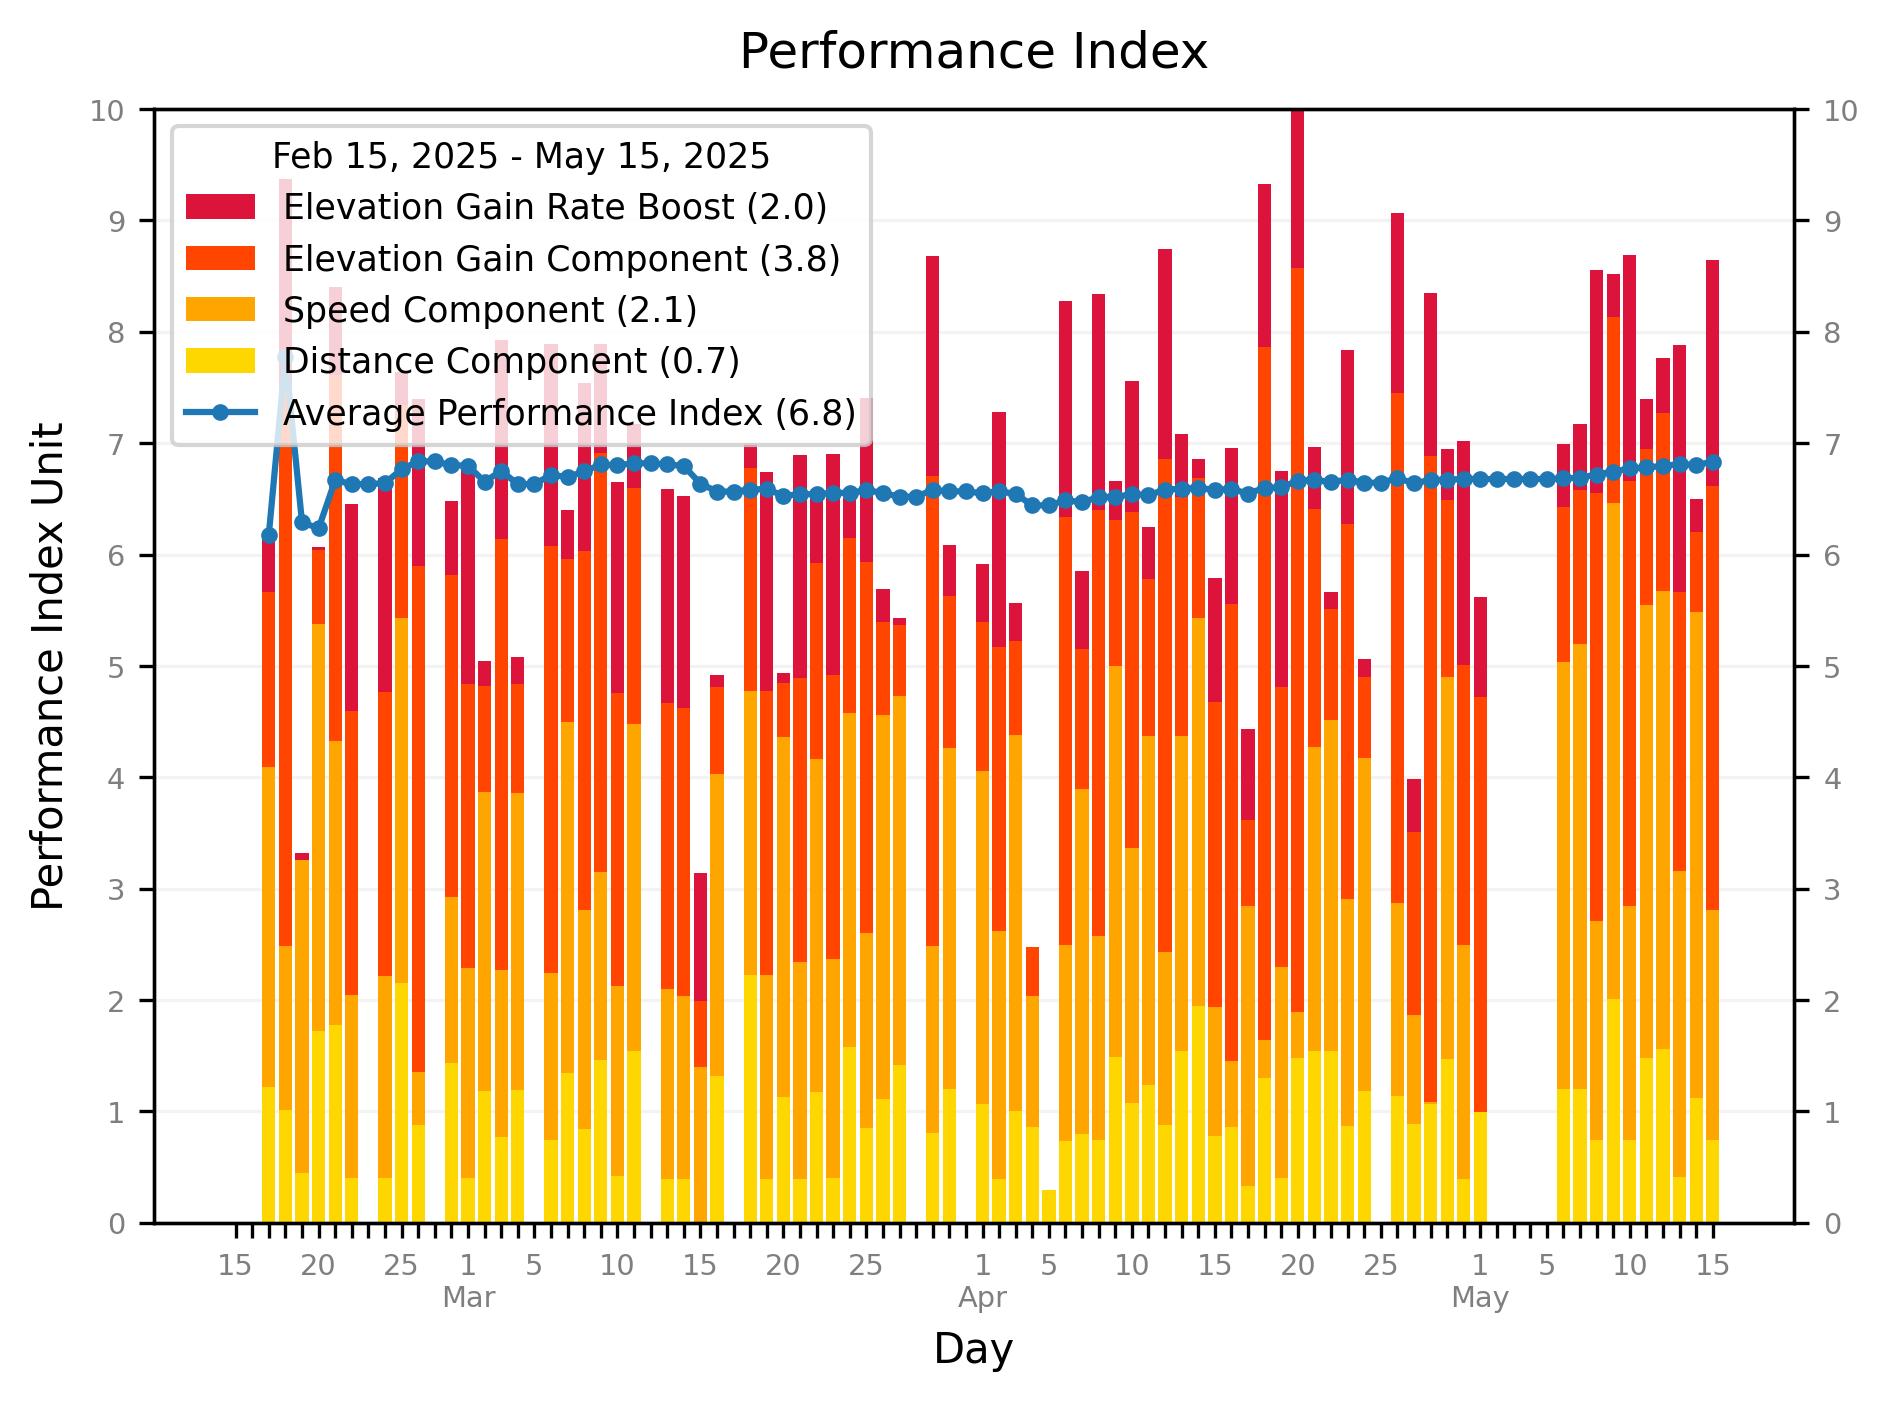 Performance Index
Feb 15, 2025 - May 15, 2025
Elevation Gain Rate Boost (2.0)
Elevation Gain Component (3.8)
Speed Component (2.1)
Distance Component (0.7)
Average Performance Index (6.8)
Performance Index Unit
10
9
8
7
6
5
4
3
2
1
0
10
9
8
7
6
5
4
3
2
1
0
15 20 25 1 5 10 15 20 25 1 5 10 15 20 25 1 5 10 15
Mar Apr May
Day